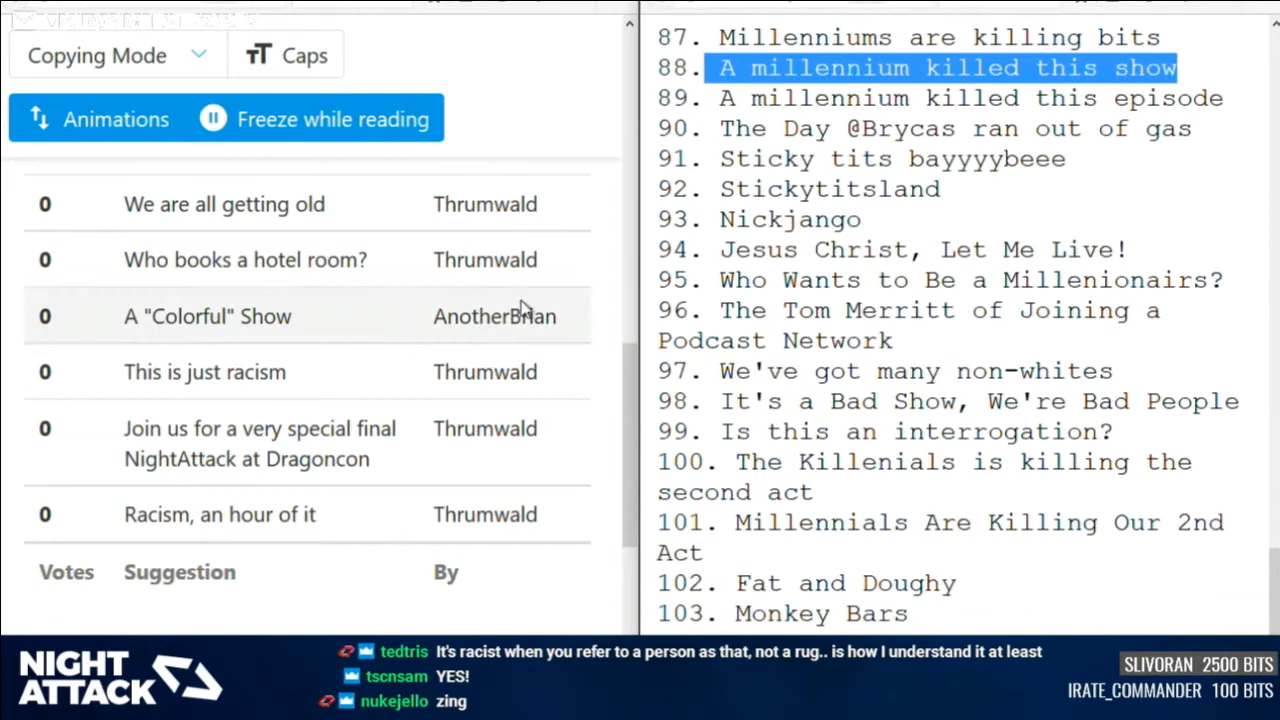 Copying Mode
Caps
Animations
Freeze while reading
0 We are all getting old Thrumwald
0 Who books a hotel room? Thrumwald
0 A "Colorful" Show AnotherBrian
0 This is just racism Thrumwald
0 Join us for a very special final Thrumwald
NightAttack at Dragoncon
0 Racism, an hour of it Thrumwald
Votes Suggestion By
87. Millenniums are killing bits
88. A millennium killed this show
89. A millennium killed this episode
90. The Day @Brycas ran out of gas
91. Sticky tits bayyyybeee
92. Stickytitsland
93. Nickjango
94. Jesus Christ, Let Me Live!
95. Who Wants to Be a Millenionairs?
96. The Tom Merritt of Joining a
Podcast Network
97. We've got many non-whites
98. It's a Bad Show, We're Bad People
99. Is this an interrogation?
100. The Killenials is killing the
second act
101. Millennials Are Killing Our 2nd
Act
102. Fat and Doughy
103. Monkey Bars
NIGHT
ATTACK
tedtris It's racist when you refer to a person as that, not a rug.. is how I understand it at least
tscnsam YES!
nukejello zing
SLIVORAN 2500 BITS
IRATE_COMMANDER 100 BITS